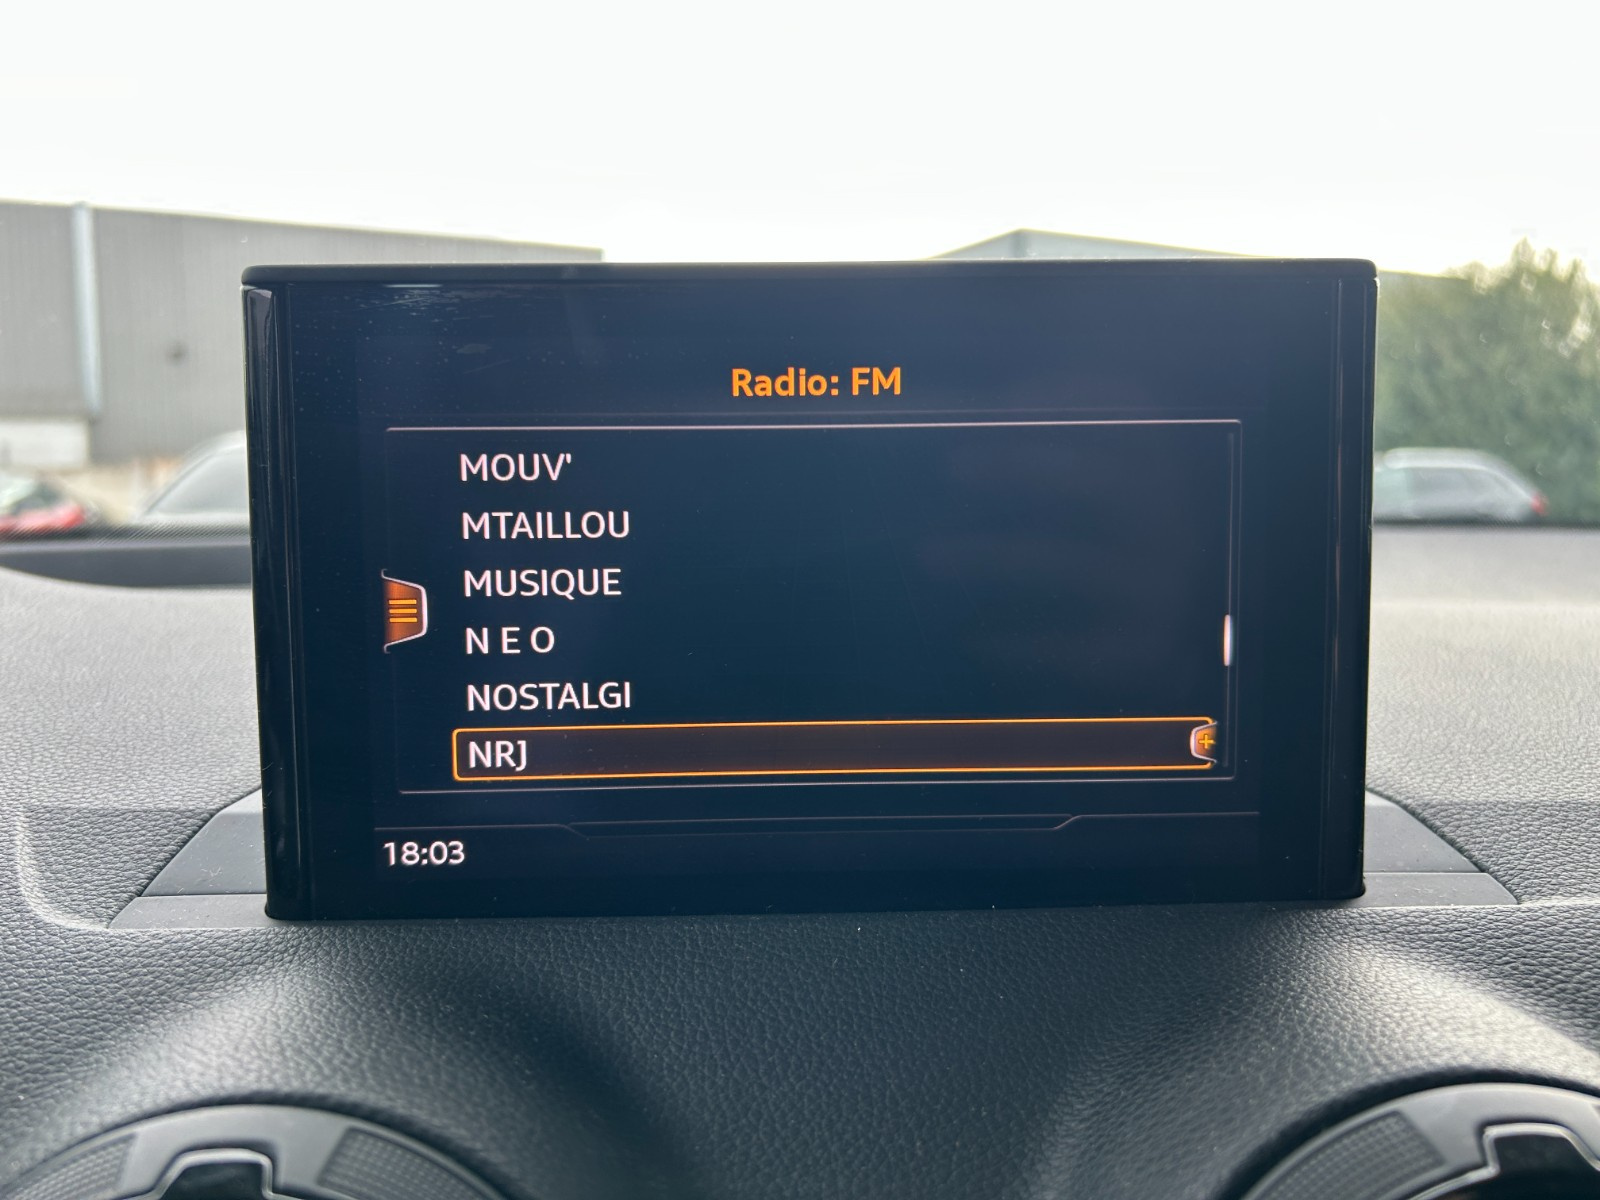 Radio: FM
MOUV'
MTAILLOU
MUSIQUE
N E O
NOSTALGI
NRJ
18:03